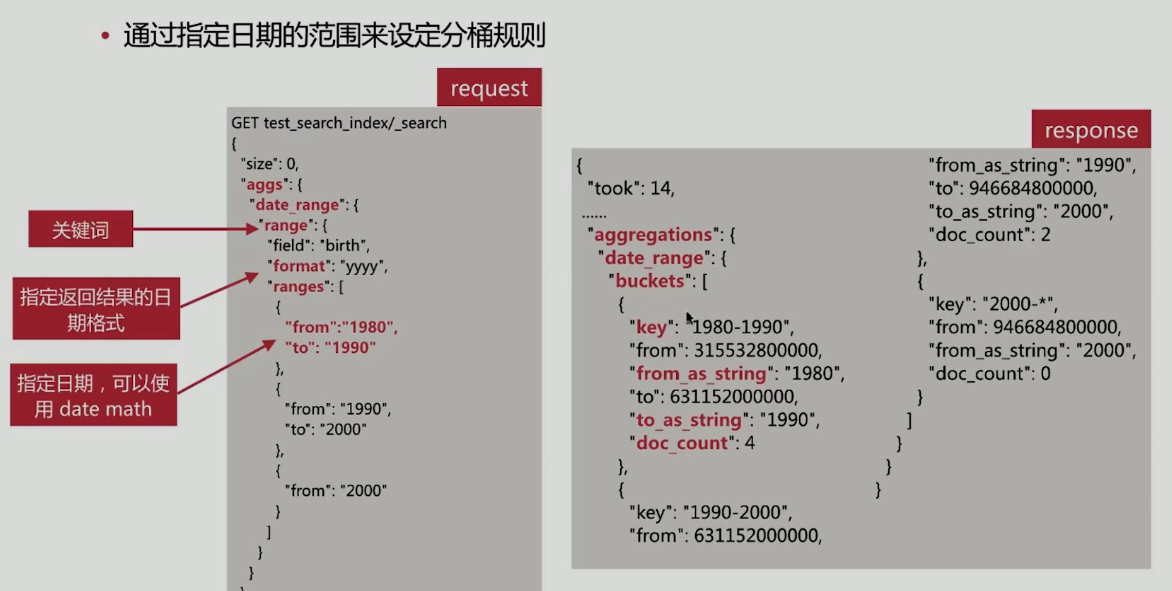 • 通过指定日期的范围来设定分桶规则
request
GET test_search_index/_search
{
"size": 0,
"aggs": {
"date_range": {
"range": {
"field": "birth",
"format": "yyyy",
"ranges": [
{
"from":"1980",
"to": "1990"
},
{
"from": "1990",
"to": "2000"
},
{
"from": "2000"
}
]
}
}
关键词
指定返回结果的日
期格式
指定日期，可以使
用 date math
response
{
"took": 14,
......
"aggregations": {
"date_range": {
"buckets": [
{
"key": "1980-1990",
"from": 315532800000,
"from_as_string": "1980",
"to": 631152000000,
"to_as_string": "1990",
"doc_count": 4
},
{
"key": "1990-2000",
"from": 631152000000,
"from_as_string": "1990",
"to": 946684800000,
"to_as_string": "2000",
"doc_count": 2
},
{
"key": "2000-*",
"from": 946684800000,
"from_as_string": "2000",
"doc_count": 0
}
]
}
}
}